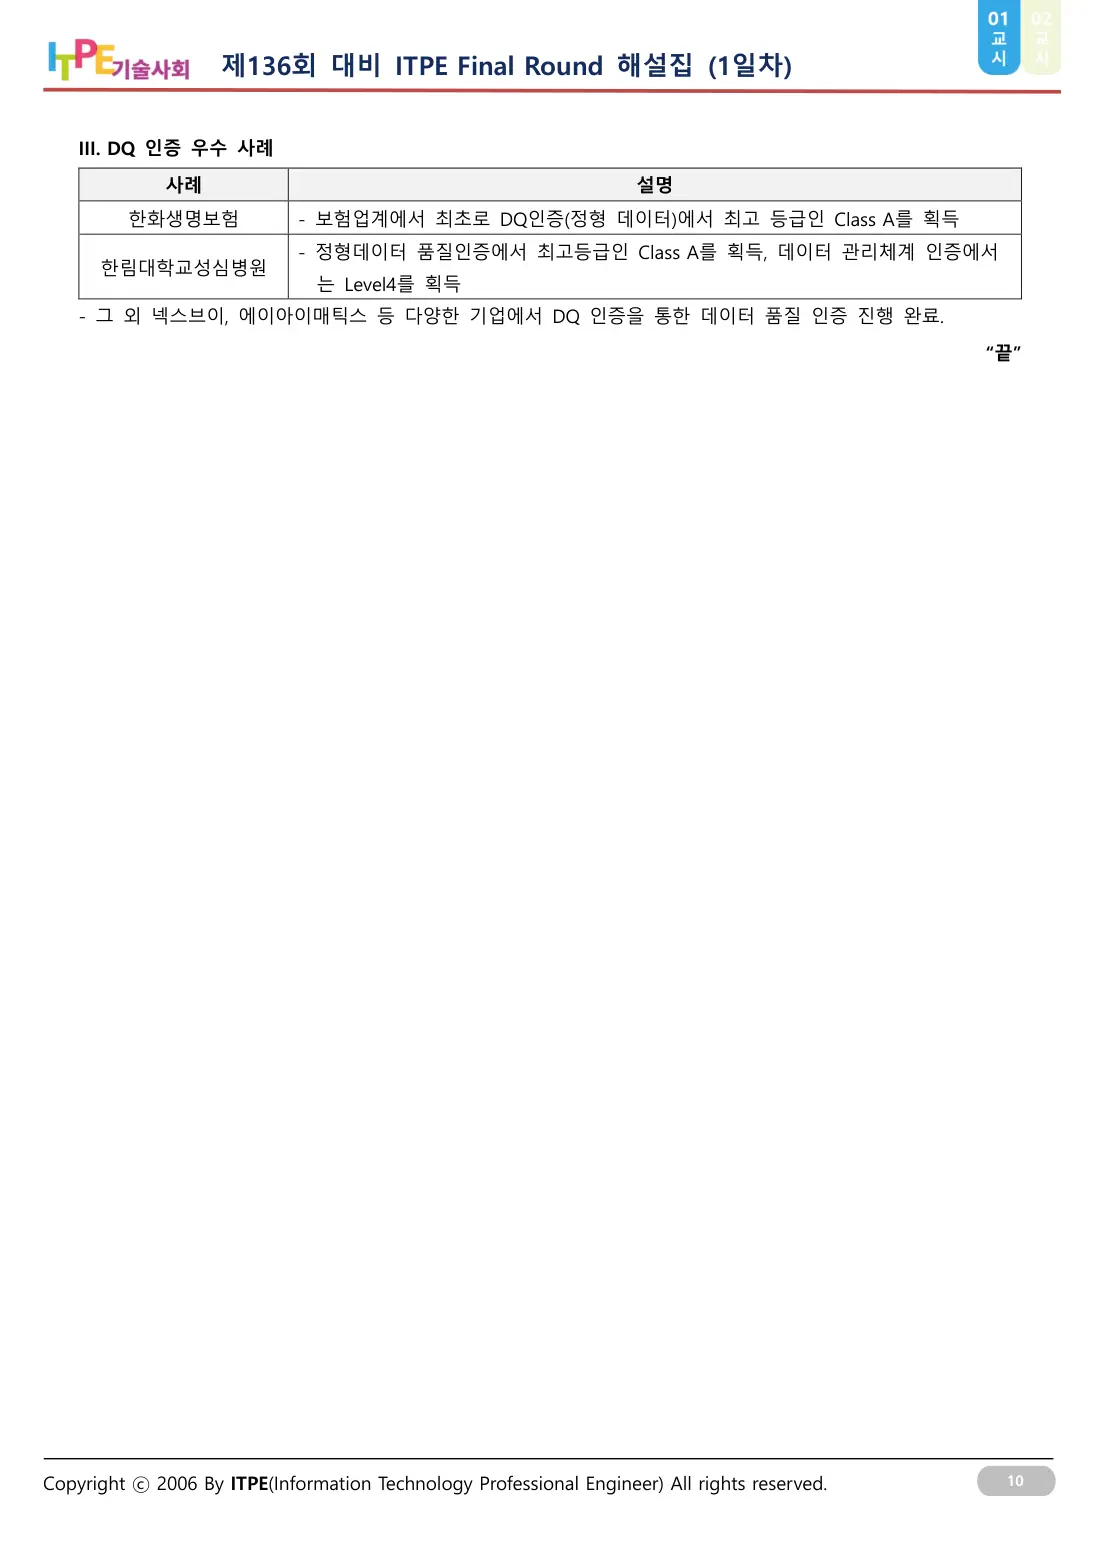 ITPE기술사회 제136회 대비 ITPE Final Round 해설집 (1일차)
01 교시
02 교시
III. DQ 인증 우수 사례
사례 설명
한화생명보험 - 보험업계에서 최초로 DQ인증(정형 데이터)에서 최고 등급인 Class A를 획득
한림대학교성심병원 - 정형데이터 품질인증에서 최고등급인 Class A를 획득, 데이터 관리체계 인증에서
는 Level4를 획득
- 그 외 넥스브이, 에이아이매틱스 등 다양한 기업에서 DQ 인증을 통한 데이터 품질 인증 진행 완료.
“끝”
Copyright ⓒ 2006 By ITPE(Information Technology Professional Engineer) All rights reserved.
10